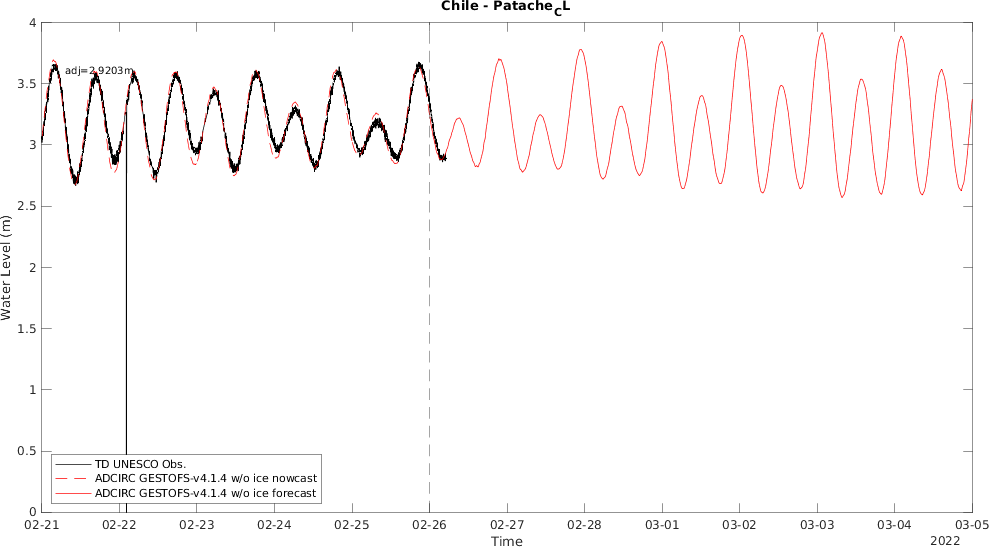 Chile - Patache_CL
4
3.5
3
2.5
2
1.5
1
0.5
0
Water Level (m)
adj=2.9203m
TD UNESCO Obs.
ADCIRC GESTOFS-v4.1.4 w/o ice nowcast
ADCIRC GESTOFS-v4.1.4 w/o ice forecast
02-21 02-22 02-23 02-24 02-25 02-26 02-27 02-28 03-01 03-02 03-03 03-04 03-05
Time
2022